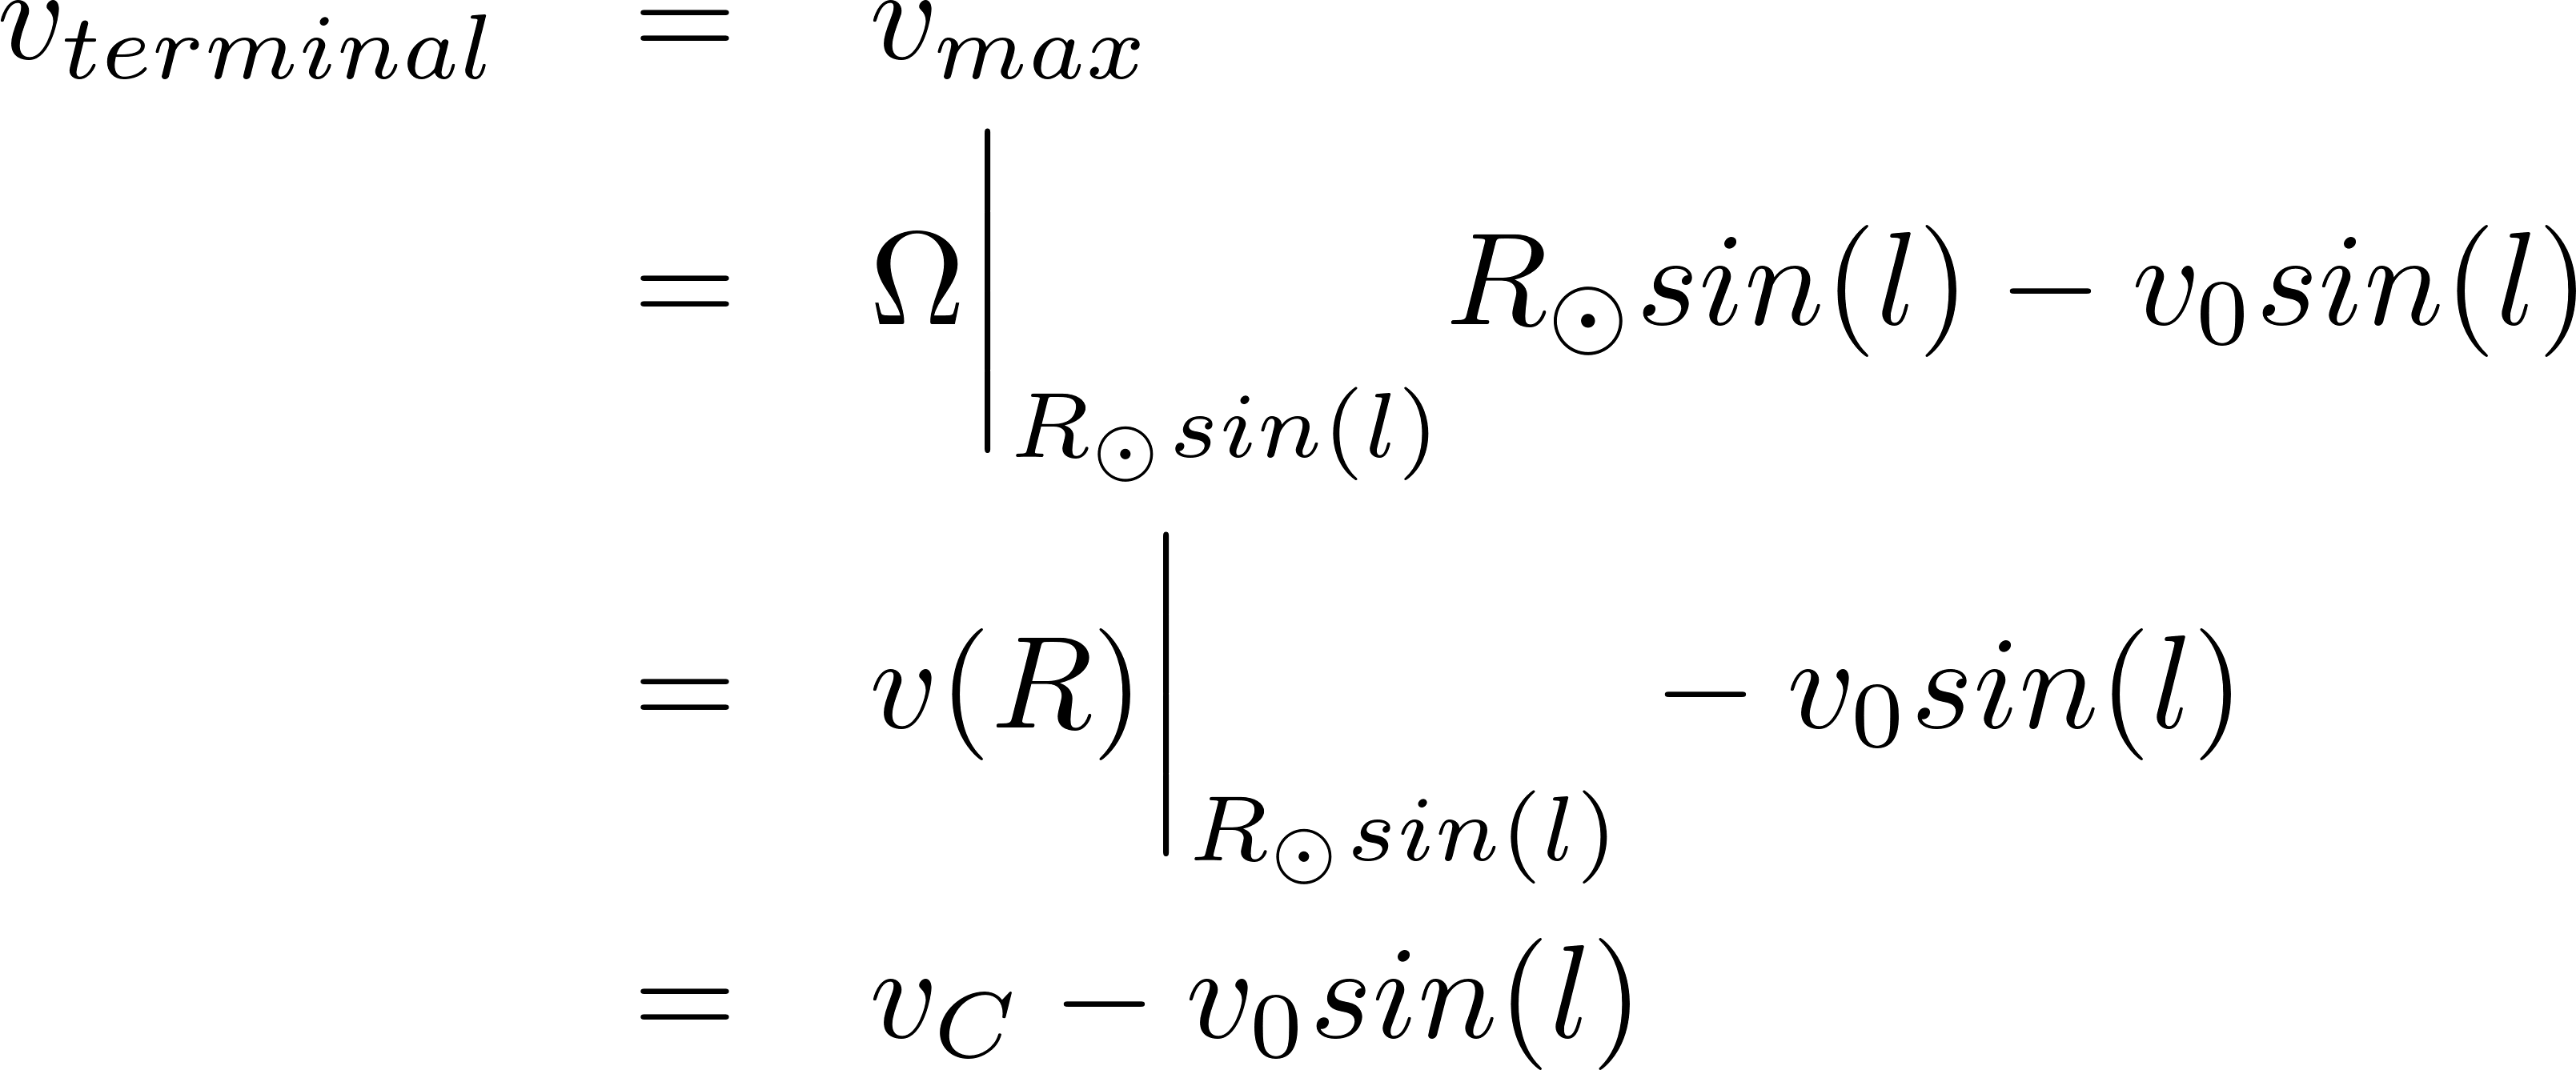 v_{terminal} = v_{max}
= Ω|_{R_⊙ sin(l)} R_⊙ sin(l) − v_0 sin(l)
= v(R)|_{R_⊙ sin(l)} − v_0 sin(l)
= v_C − v_0 sin(l)